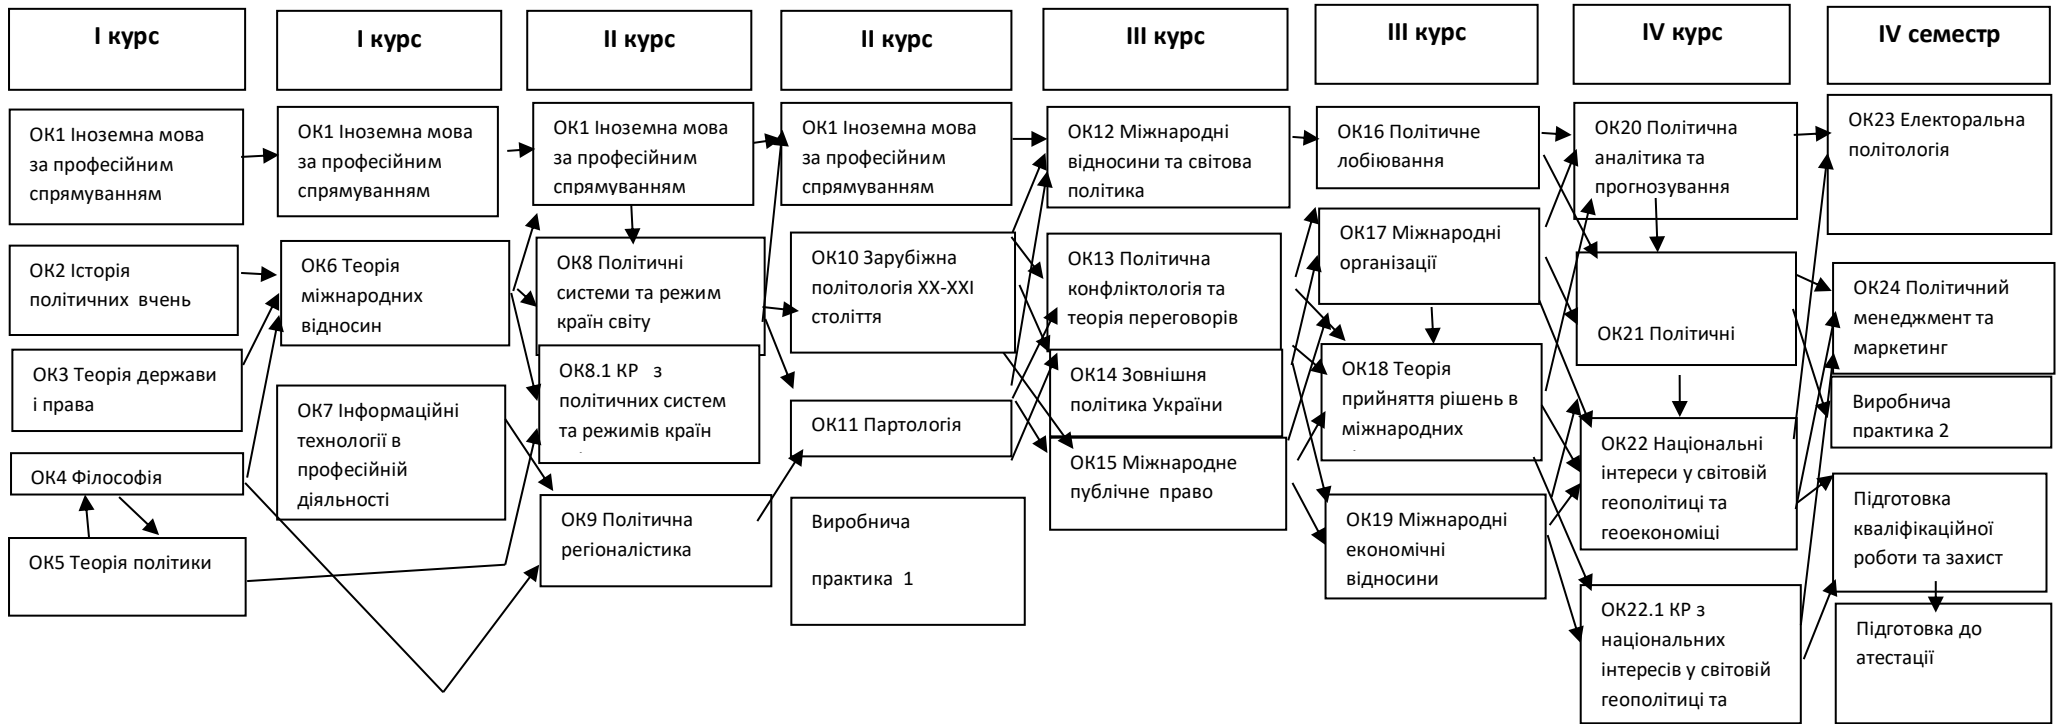 I курс
I курс
II курс
II курс
III курс
III курс
IV курс
IV семестр
ОК1 Іноземна мова
за професійним
спрямуванням
ОК2 Історія
політичних вчень
ОК3 Теорія держави
і права
ОК4 Філософія
ОК5 Теорія політики
ОК1 Іноземна мова
за професійним
спрямуванням
ОК6 Теорія
міжнародних
відносин
ОК7 Інформаційні
технології в
професійній
діяльності
ОК1 Іноземна мова
за професійним
спрямуванням
ОК8 Політичні
системи та режим
країн світу
ОК8.1 КР з
політичних систем
та режимів країн
ОК9 Політична
регіоналістика
ОК1 Іноземна мова
за професійним
спрямуванням
ОК10 Зарубіжна
політологія XX-XXI
століття
ОК11 Партологія
Виробнича
практика 1
ОК12 Міжнародні
відносини та світова
політика
ОК13 Політична
конфліктологія та
теорія переговорів
ОК14 Зовнішня
політика України
ОК15 Міжнародне
публічне право
ОК16 Політичне
лобіювання
ОК17 Міжнародні
організації
ОК18 Теорія
прийняття рішень в
міжнародних
ОК19 Міжнародні
економічні
відносини
ОК20 Політична
аналітика та
прогнозування
ОК21 Політичні
ОК22 Національні
інтереси у світовій
геополітиці та
геоекономіці
ОК22.1 КР з
національних
інтересів у світовій
геополітиці та
ОК23 Електоральна
політологія
ОК24 Політичний
менеджмент та
маркетинг
Виробнича
практика 2
Підготовка
кваліфікаційної
роботи та захист
Підготовка до
атестації